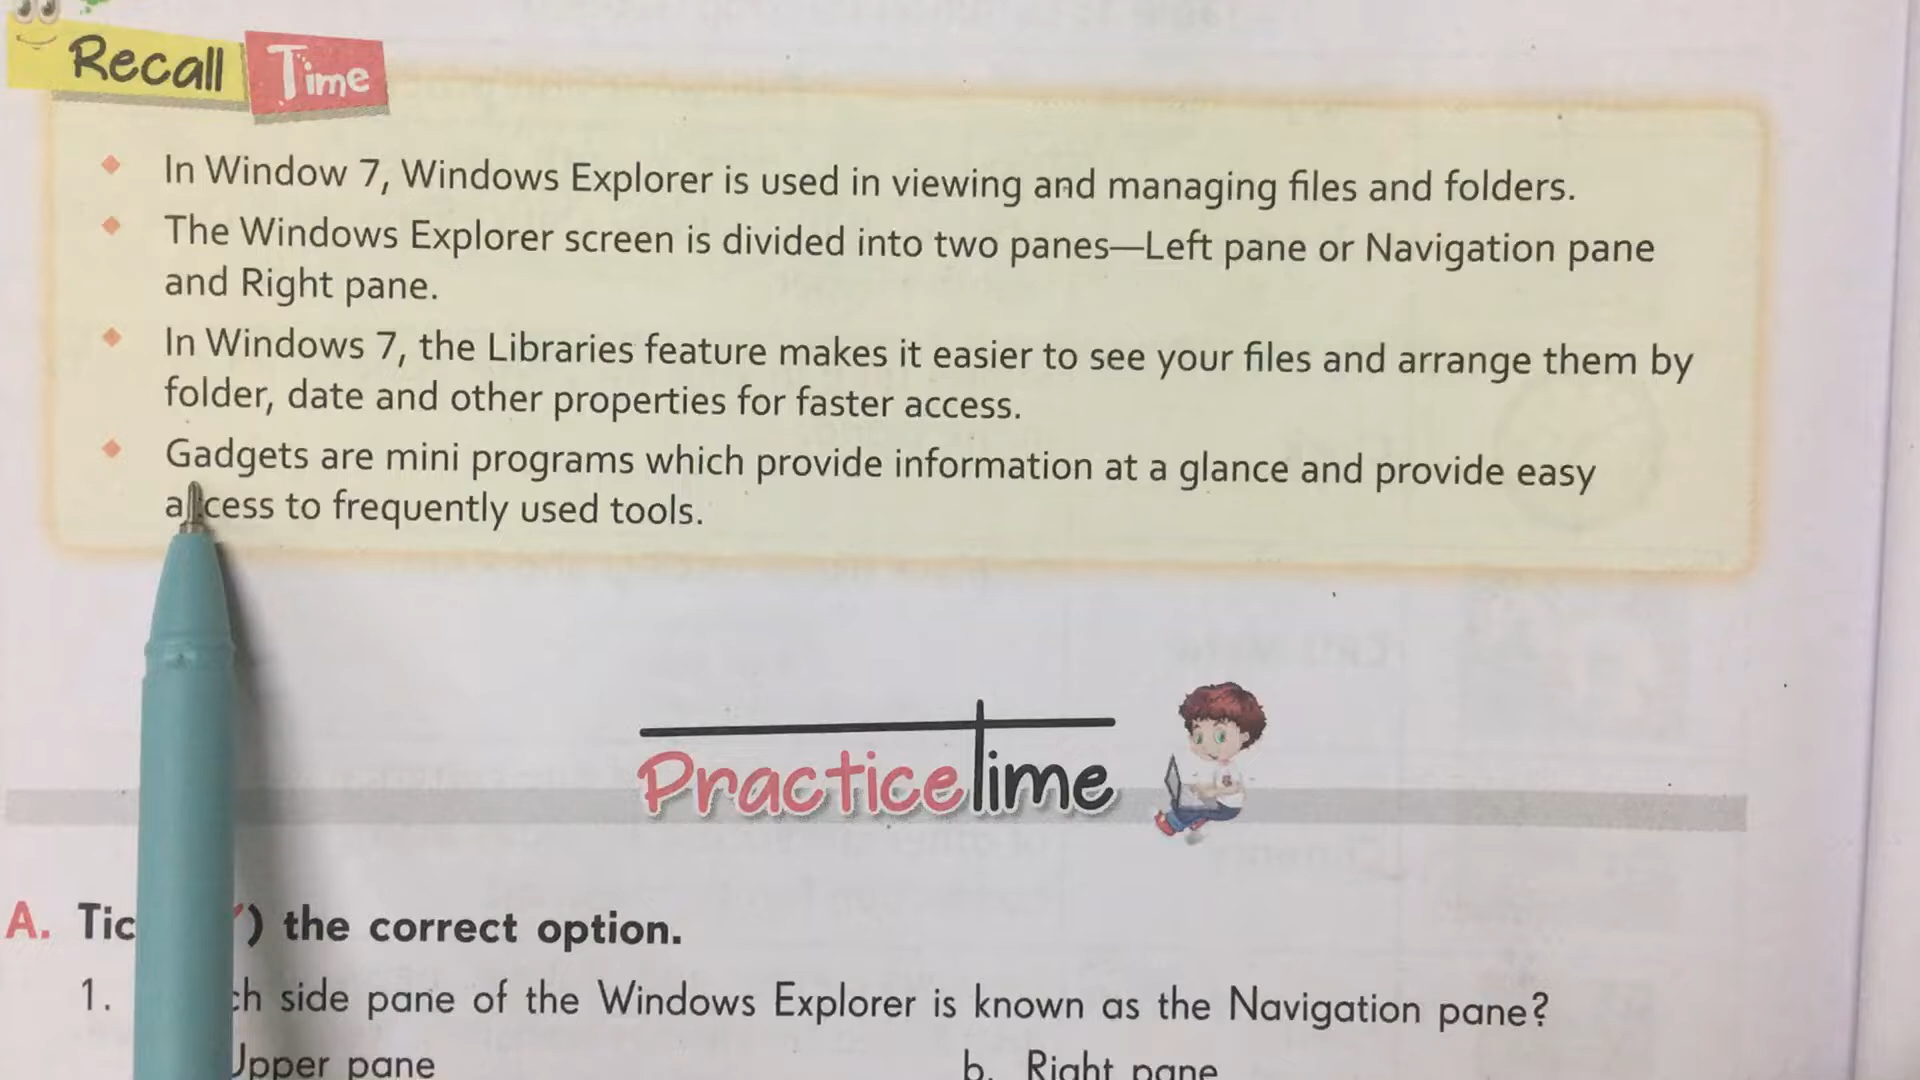 Recall Time
In Window 7, Windows Explorer is used in viewing and managing files and folders.
The Windows Explorer screen is divided into two panes—Left pane or Navigation pane
and Right pane.
In Windows 7, the Libraries feature makes it easier to see your files and arrange them by
folder, date and other properties for faster access.
Gadgets are mini programs which provide information at a glance and provide easy
access to frequently used tools.
Practice Time
A. ) the correct option.
1. side pane of the Windows Explorer is known as the Navigation pane?
Upper pane b. Right pane